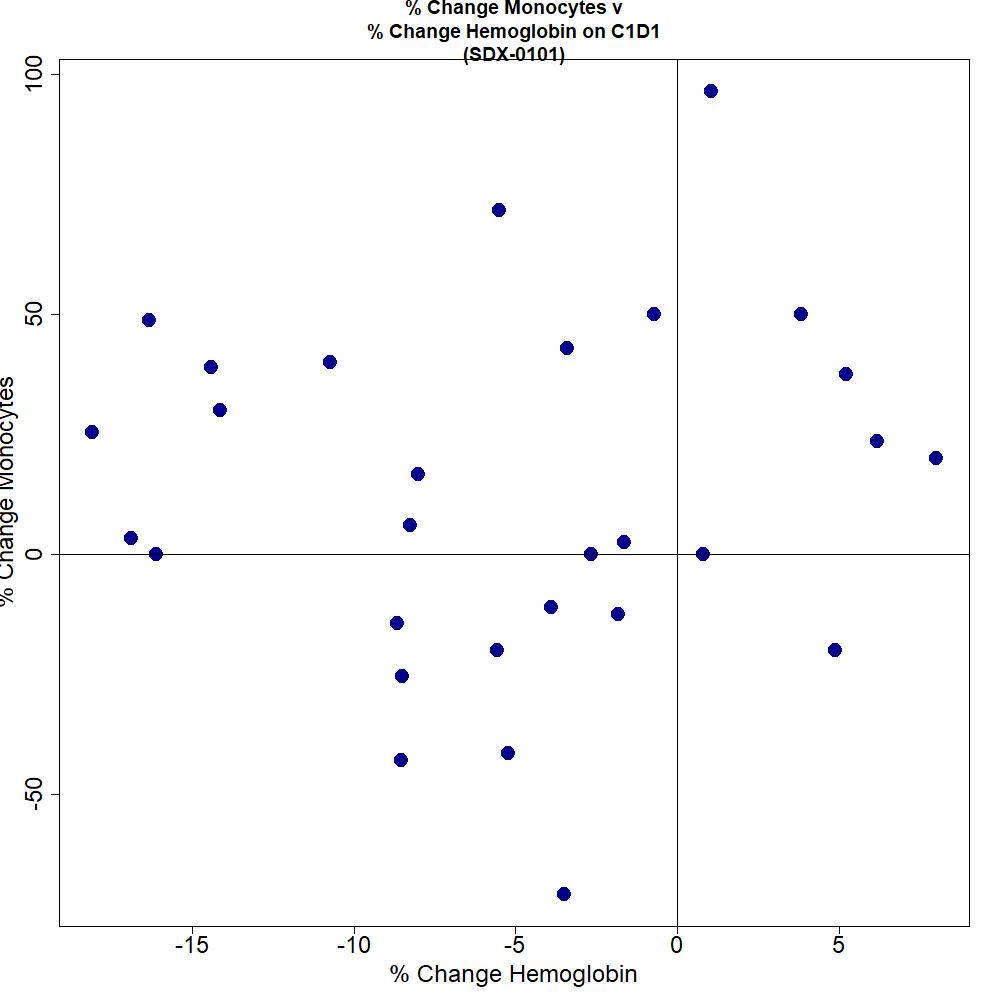 % Change Monocytes v
% Change Hemoglobin on C1D1
(SDX-0101)
% Change Monocytes
100
50
0
-50
-15
-10
-5
0
5
% Change Hemoglobin